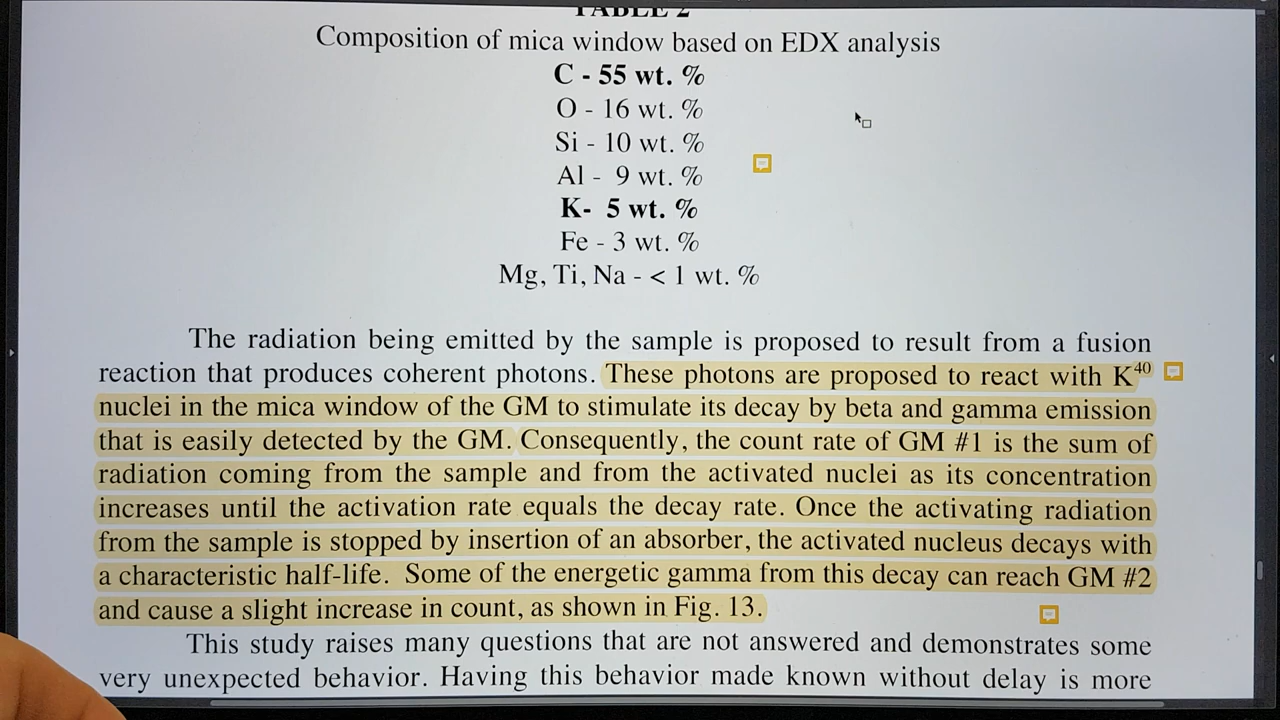 TABLE 2
Composition of mica window based on EDX analysis
C - 55 wt. %
O - 16 wt. %
Si - 10 wt. %
Al - 9 wt. %
K- 5 wt. %
Fe - 3 wt. %
Mg, Ti, Na - < 1 wt. %
The radiation being emitted by the sample is proposed to result from a fusion
reaction that produces coherent photons. These photons are proposed to react with K⁴⁰
nuclei in the mica window of the GM to stimulate its decay by beta and gamma emission
that is easily detected by the GM. Consequently, the count rate of GM #1 is the sum of
radiation coming from the sample and from the activated nuclei as its concentration
increases until the activation rate equals the decay rate. Once the activating radiation
from the sample is stopped by insertion of an absorber, the activated nucleus decays with
a characteristic half-life. Some of the energetic gamma from this decay can reach GM #2
and cause a slight increase in count, as shown in Fig. 13.
This study raises many questions that are not answered and demonstrates some
very unexpected behavior. Having this behavior made known without delay is more